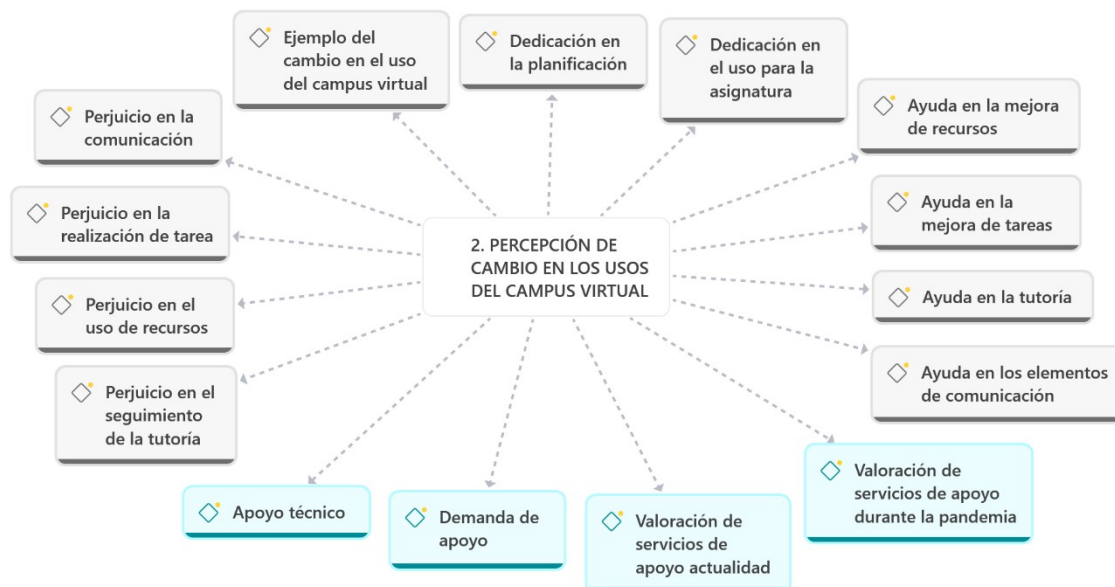 Ejemplo del
cambio en el uso
del campus virtual
Dedicación en
la planificación
Dedicación en
el uso para la
asignatura
Perjuicio en la
comunicación
Ayuda en la mejora
de recursos
Perjuicio en la
realización de tarea
Ayuda en la
mejora de tareas
2. PERCEPCIÓN DE
CAMBIO EN LOS USOS
DEL CAMPUS VIRTUAL
Perjuicio en el
uso de recursos
Ayuda en la tutoría
Perjuicio en el
seguimiento
de la tutoría
Ayuda en los elementos
de comunicación
Apoyo técnico
Demanda de
apoyo
Valoración de
servicios de
apoyo actualidad
Valoración de
servicios de apoyo
durante la pandemia